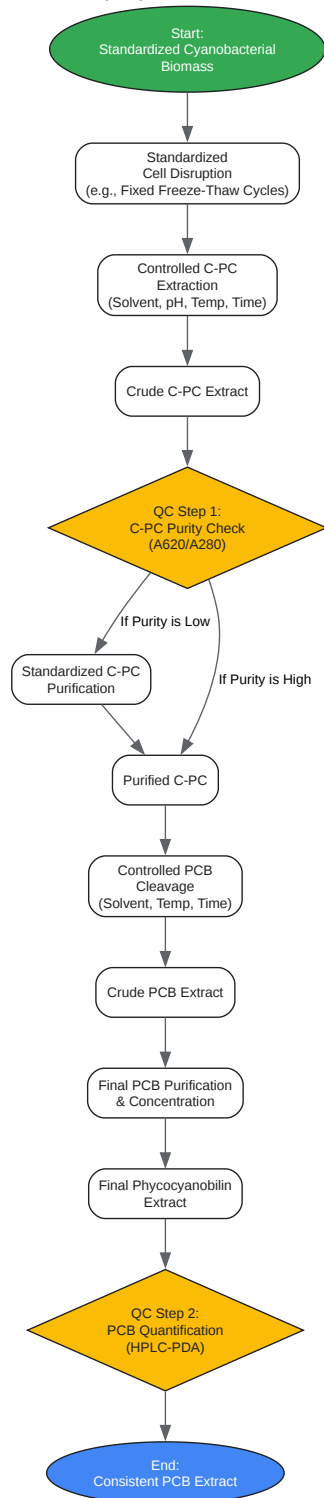 Start:
Standardized Cyanobacterial
Biomass
Standardized
Cell Disruption
(e.g., Fixed Freeze-Thaw Cycles)
Controlled C-PC
Extraction
(Solvent, pH, Temp, Time)
Crude C-PC Extract
QC Step 1:
C-PC Purity Check
(A620/A280)
If Purity is Low
Standardized C-PC
Purification
If Purity is High
Purified C-PC
Controlled PCB
Cleavage
(Solvent, Temp, Time)
Crude PCB Extract
Final PCB Purification
& Concentration
Final Phycocyanobilin
Extract
QC Step 2:
PCB Quantification
(HPLC-PDA)
End:
Consistent PCB Extract